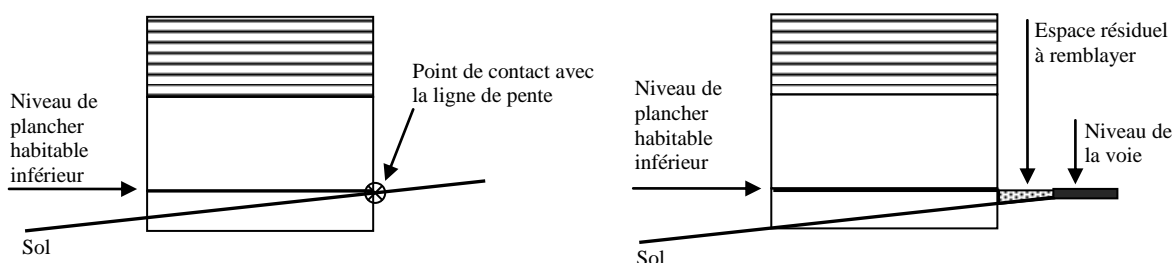 Niveau de
plancher
habitable
inférieur
Point de contact avec
la ligne de pente
Sol
Niveau de
plancher
habitable
inférieur
Espace résiduel
à remblayer
Niveau de
la voie
Sol